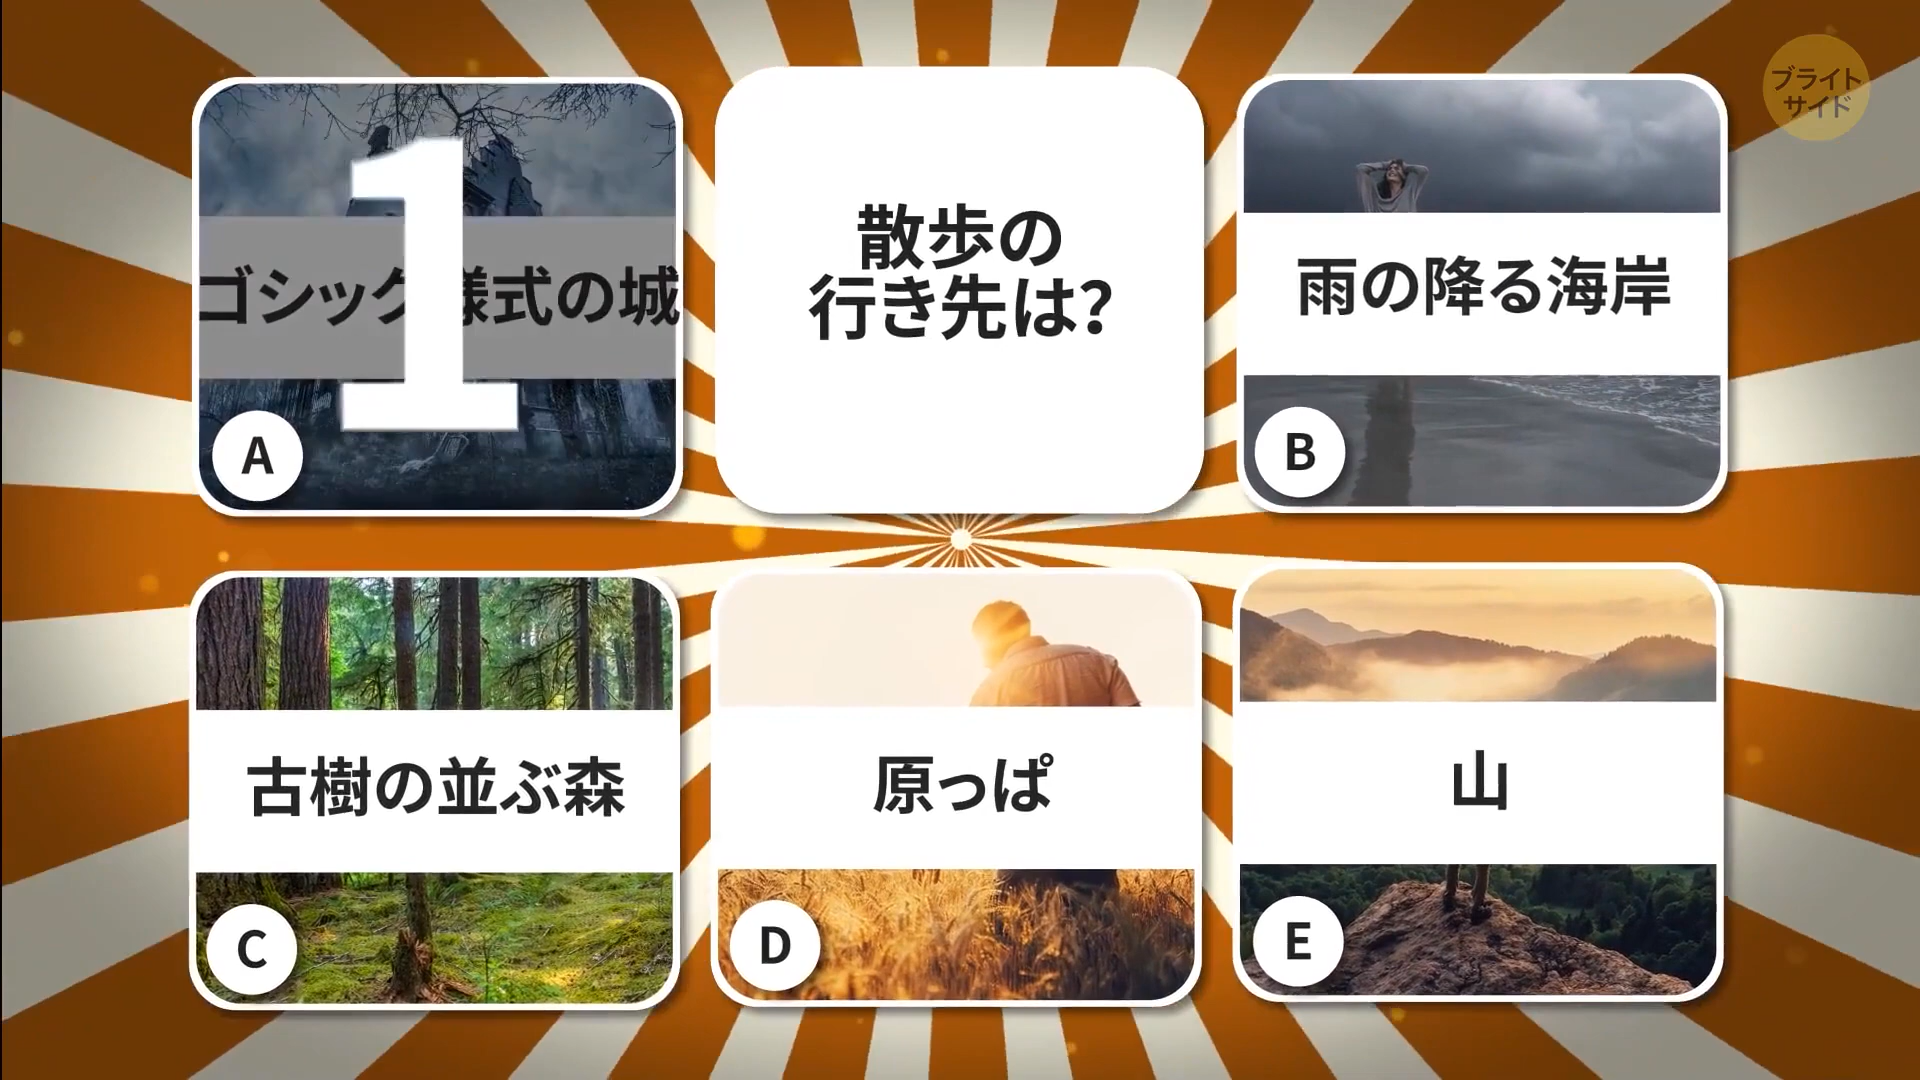 ゴシック様式の城
1
A
散歩の
行き先は？
ブライト
サイド
雨の降る海岸
B
古樹の並ぶ森
C
原っぱ
D
山
E